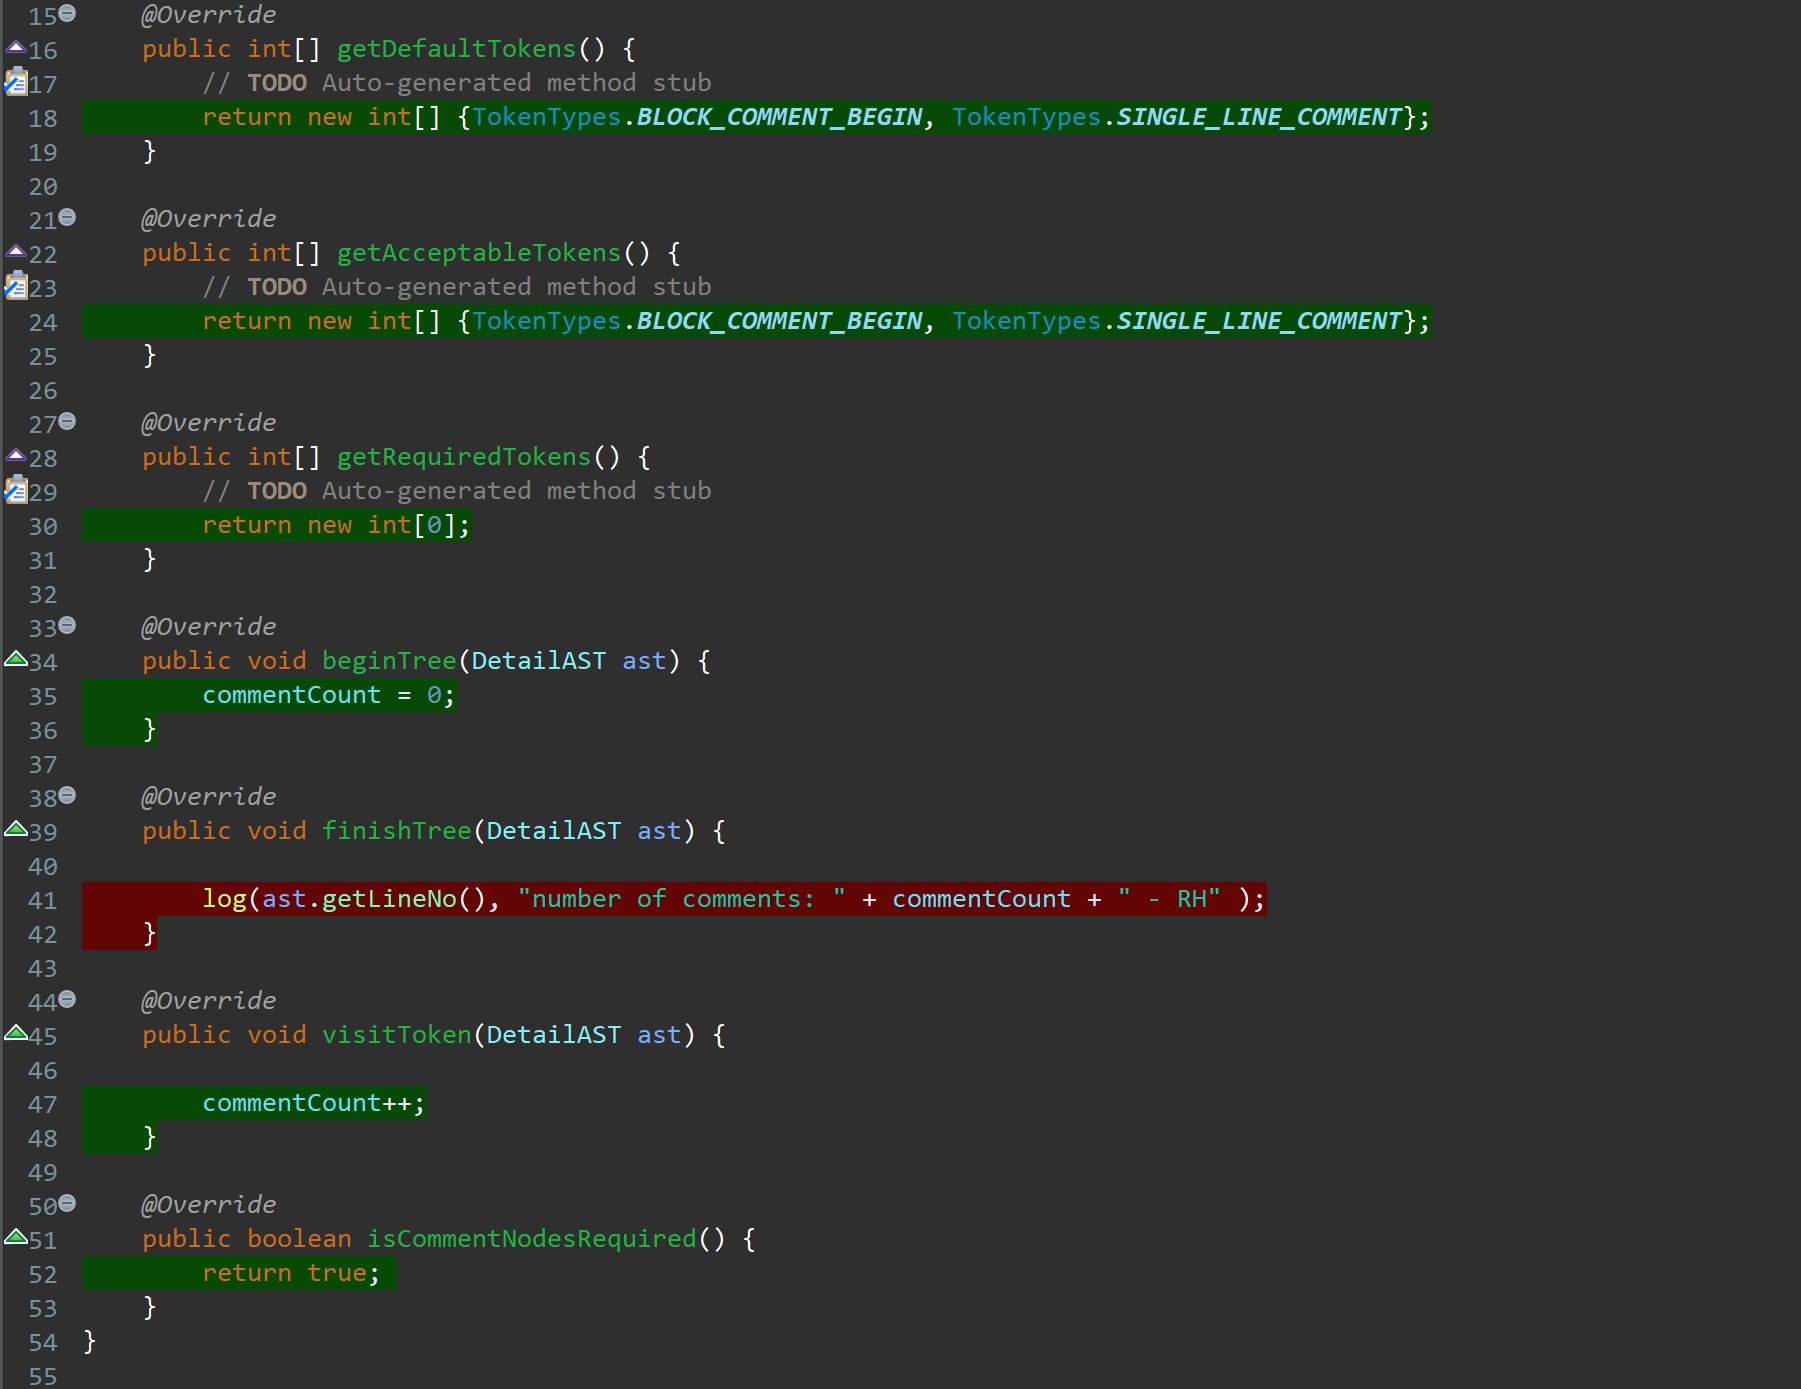 15 @Override
16 public int[] getDefaultTokens() {
17 // TODO Auto-generated method stub
18 return new int[] {TokenTypes.BLOCK_COMMENT_BEGIN, TokenTypes.SINGLE_LINE_COMMENT};
19 }
20
21 @Override
22 public int[] getAcceptableTokens() {
23 // TODO Auto-generated method stub
24 return new int[] {TokenTypes.BLOCK_COMMENT_BEGIN, TokenTypes.SINGLE_LINE_COMMENT};
25 }
26
27 @Override
28 public int[] getRequiredTokens() {
29 // TODO Auto-generated method stub
30 return new int[0];
31 }
32
33 @Override
34 public void beginTree(DetailAST ast) {
35 commentCount = 0;
36 }
37
38 @Override
39 public void finishTree(DetailAST ast) {
40
41 log(ast.getLineNo(), "number of comments: " + commentCount + " - RH" );
42 }
43
44 @Override
45 public void visitToken(DetailAST ast) {
46
47 commentCount++;
48 }
49
50 @Override
51 public boolean isCommentNodesRequired() {
52 return true;
53 }
54 }
55